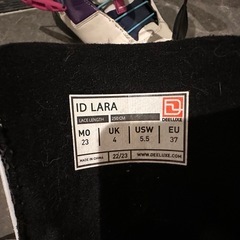 ID LARA
LACE LENGTH 250 CM
DEELUXE
MO UK USW EU
23 4 5.5 37
MADE IN CHINA 22/23 WWW.DEELUXE.COM